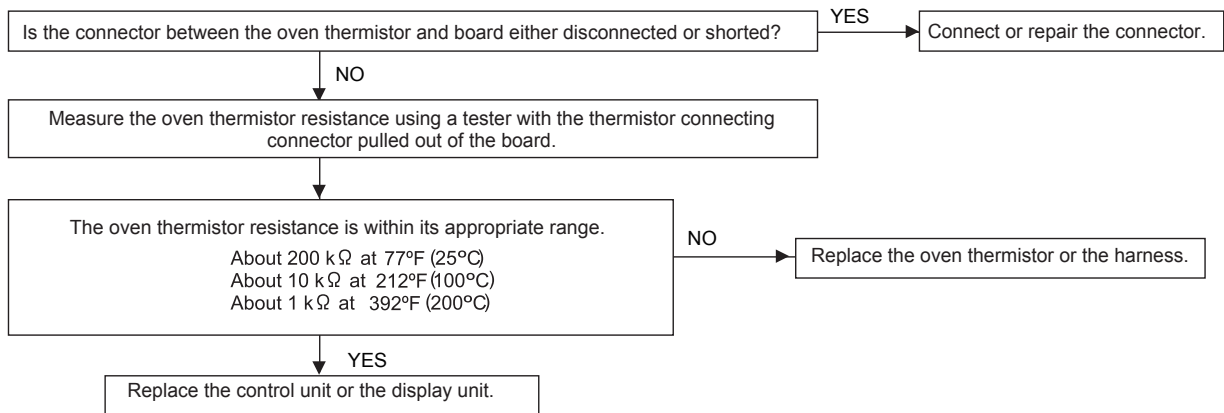 Is the connector between the oven thermistor and board either disconnected or shorted?
YES
Connect or repair the connector.
NO
Measure the oven thermistor resistance using a tester with the thermistor connecting
connector pulled out of the board.
The oven thermistor resistance is within its appropriate range.
About 200 kΩ at 77ºF (25ºC)
About 10 kΩ at 212ºF (100ºC)
About 1 kΩ at 392ºF (200ºC)
NO
Replace the oven thermistor or the harness.
YES
Replace the control unit or the display unit.